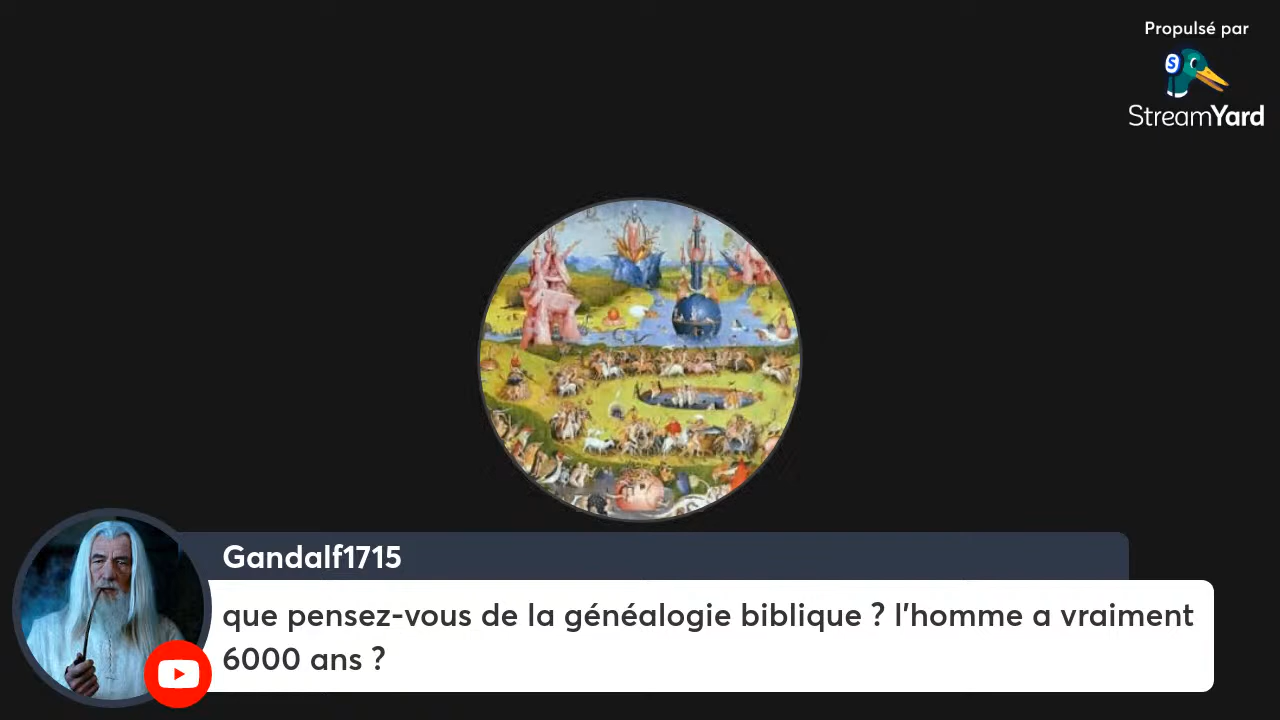 Propulsé par
S
StreamYard
Gandalf1715
que pensez-vous de la généalogie biblique ? l'homme a vraiment
6000 ans ?